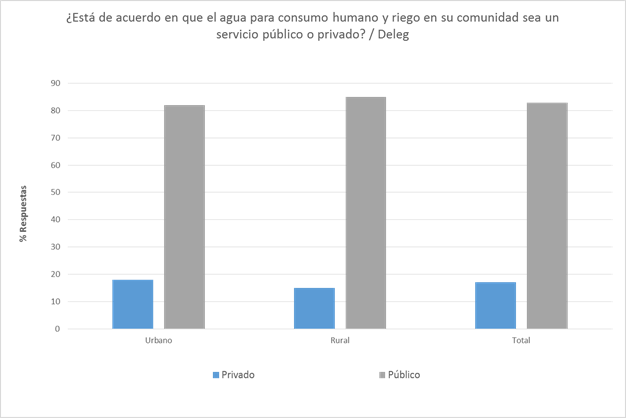 ¿Está de acuerdo en que el agua para consumo humano y riego en su comunidad sea un
servicio público o privado? / Deleg
90
80
70
60
50
40
30
20
10
0
% Respuestas
Urbano Rural Total
Privado Público